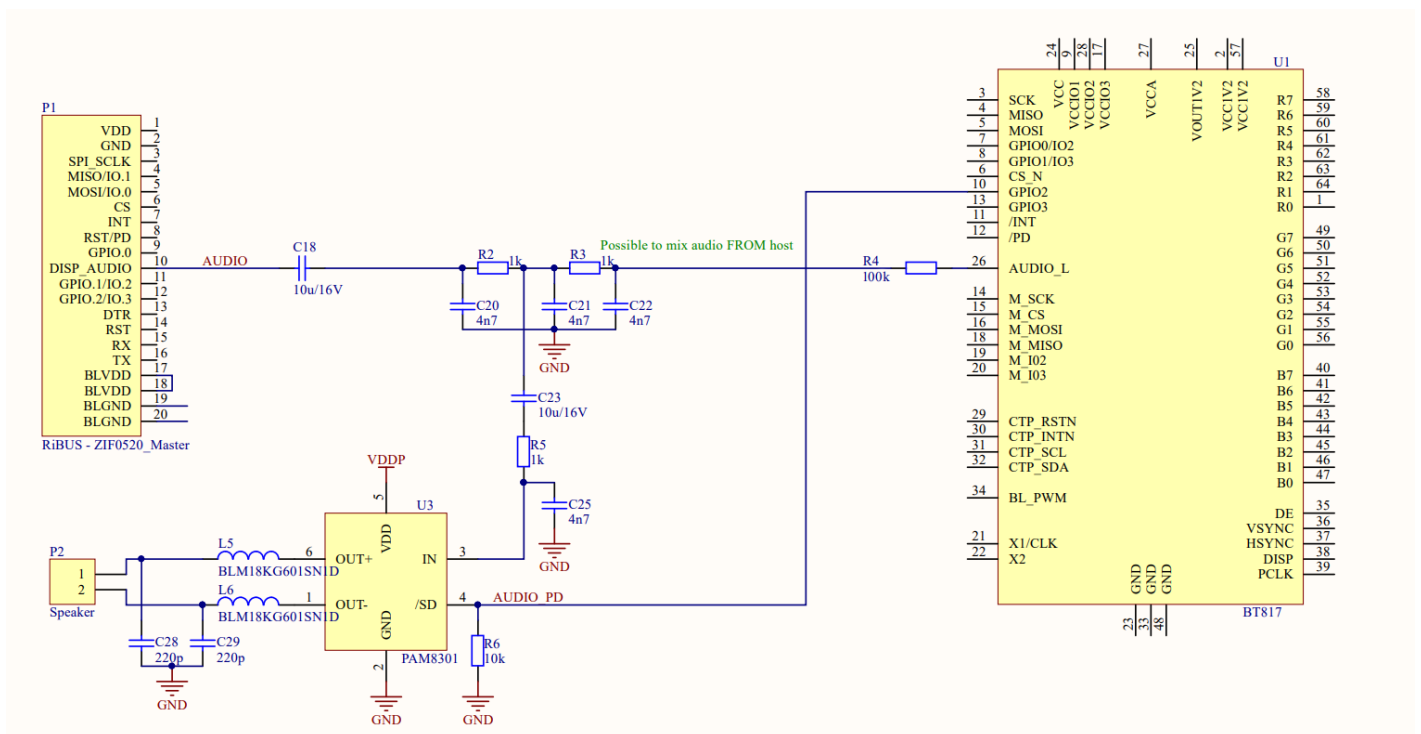 P1
VDD 1
GND 2
SPI_SCLK 3
MISO/IO.1 4
MOSI/IO.0 5
CS 6
INT 7
RST/PD 8
GPIO.0 9
DISP_AUDIO 10
GPIO.1/IO.2 11
GPIO.2/IO.3 12
DTR 13
RST 14
RX 15
TX 16
BLVDD 17
BLVDD 18
BLGND 19
BLGND 20
RiBUS - ZIF0520_Master
AUDIO
C18
10u/16V
R2
1k
R3
1k
Possible to mix audio FROM host
C20
4n7
C21
4n7
C22
4n7
GND
R4
100k
C23
10u/16V
R5
1k
C25
4n7
GND
VDDP
5
U3
VDD
6 OUT+
IN 3
1 OUT-
/SD 4
GND
2
PAM8301
GND
AUDIO_PD
R6
10k
GND
P2
1
2
Speaker
L5
BLM18KG601SN1D
L6
BLM18KG601SN1D
C28
220p
C29
220p
GND
U1
24 VCC
9 VCCIO1
28 VCCIO2
17 VCCIO3
27 VCCA
25 VOUT1V2
2 VCC1V2
57 VCC1V2
3 SCK
4 MISO
5 MOSI
7 GPIO0/IO2
8 GPIO1/IO3
6 CS_N
10 GPIO2
13 GPIO3
11 /INT
12 /PD
26 AUDIO_L
14 M_SCK
15 M_CS
16 M_MOSI
18 M_MISO
19 M_I02
20 M_I03
29 CTP_RSTN
30 CTP_INTN
31 CTP_SCL
32 CTP_SDA
34 BL_PWM
21 X1/CLK
22 X2
R7 58
R6 59
R5 60
R4 61
R3 62
R2 63
R1 64
R0 1
G7 49
G6 50
G5 51
G4 52
G3 53
G2 54
G1 55
G0 56
B7 40
B6 41
B5 42
B4 43
B3 44
B2 45
B1 46
B0 47
DE 35
VSYNC 36
HSYNC 37
DISP 38
PCLK 39
GND 23
GND 33
GND 48
BT817